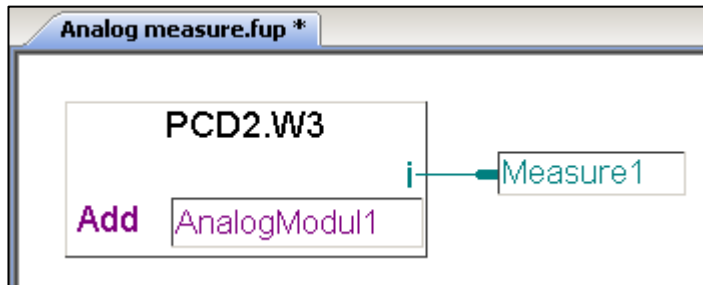 Analog measure.fup *
PCD2.W3
i Measure1
Add AnalogModul1